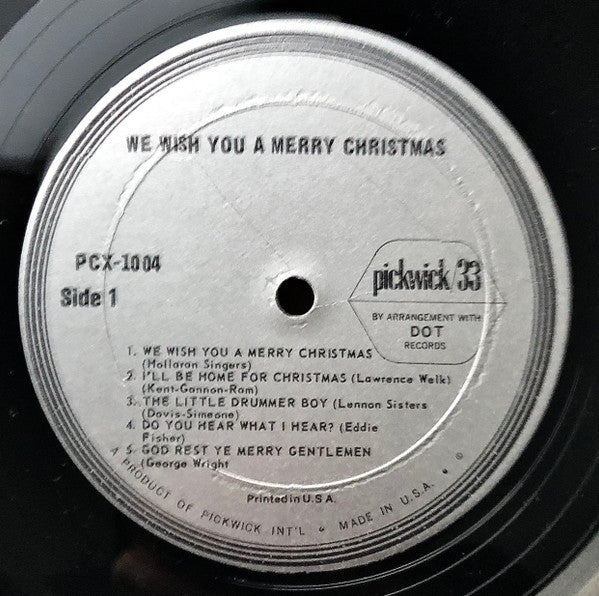 WE WISH YOU A MERRY CHRISTMAS
PCX-1004
Side 1
pickwick/33
BY ARRANGEMENT WITH
DOT
RECORDS
1. WE WISH YOU A MERRY CHRISTMAS
(Hollaran Singers)
2. I'LL BE HOME FOR CHRISTMAS (Lawrence Welk)
(Kent-Gannon-Ram)
3. THE LITTLE DRUMMER BOY (Lennon Sisters
(Davis-Simeone)
4. DO YOU HEAR WHAT I HEAR? (Eddie
Fisher)
5. GOD REST YE MERRY GENTLEMEN
(George Wright
Printed in U.S.A.
A PRODUCT OF PICKWICK INT'L • MADE IN U.S.A. • ®